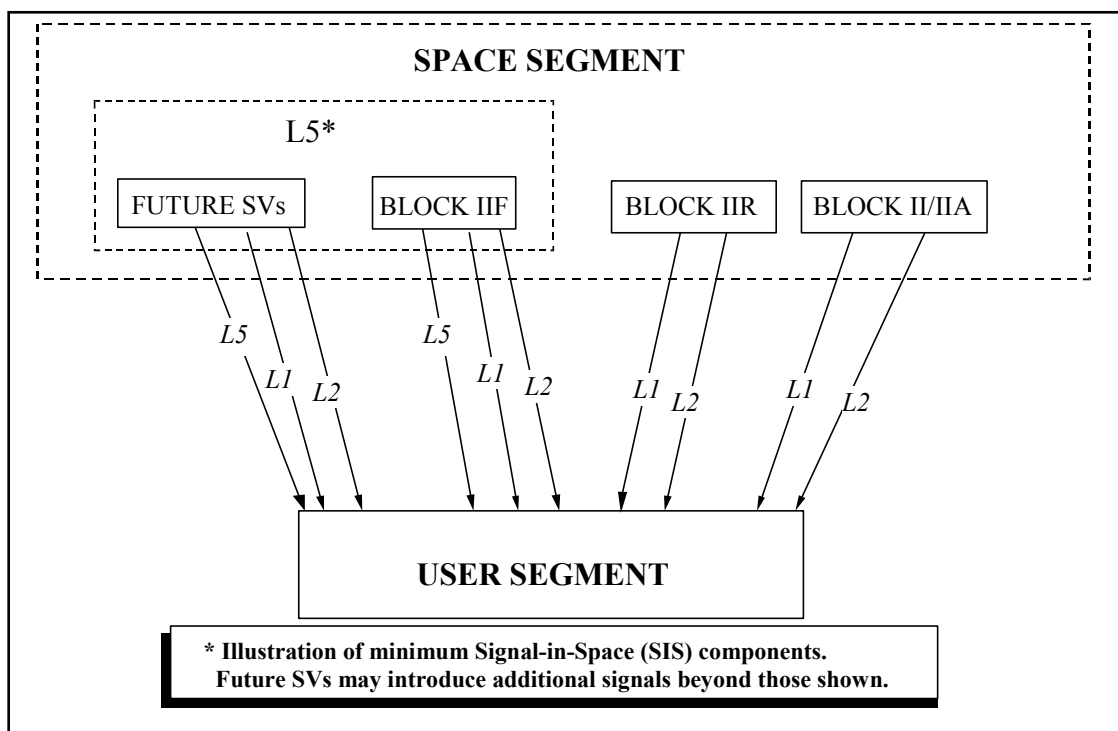 SPACE SEGMENT
L5*
FUTURE SVs
BLOCK IIF
BLOCK IIR
BLOCK II/IIA
L5
L1
L2
L5
L1
L2
L1
L2
L1
L2
USER SEGMENT
* Illustration of minimum Signal-in-Space (SIS) components.
Future SVs may introduce additional signals beyond those shown.